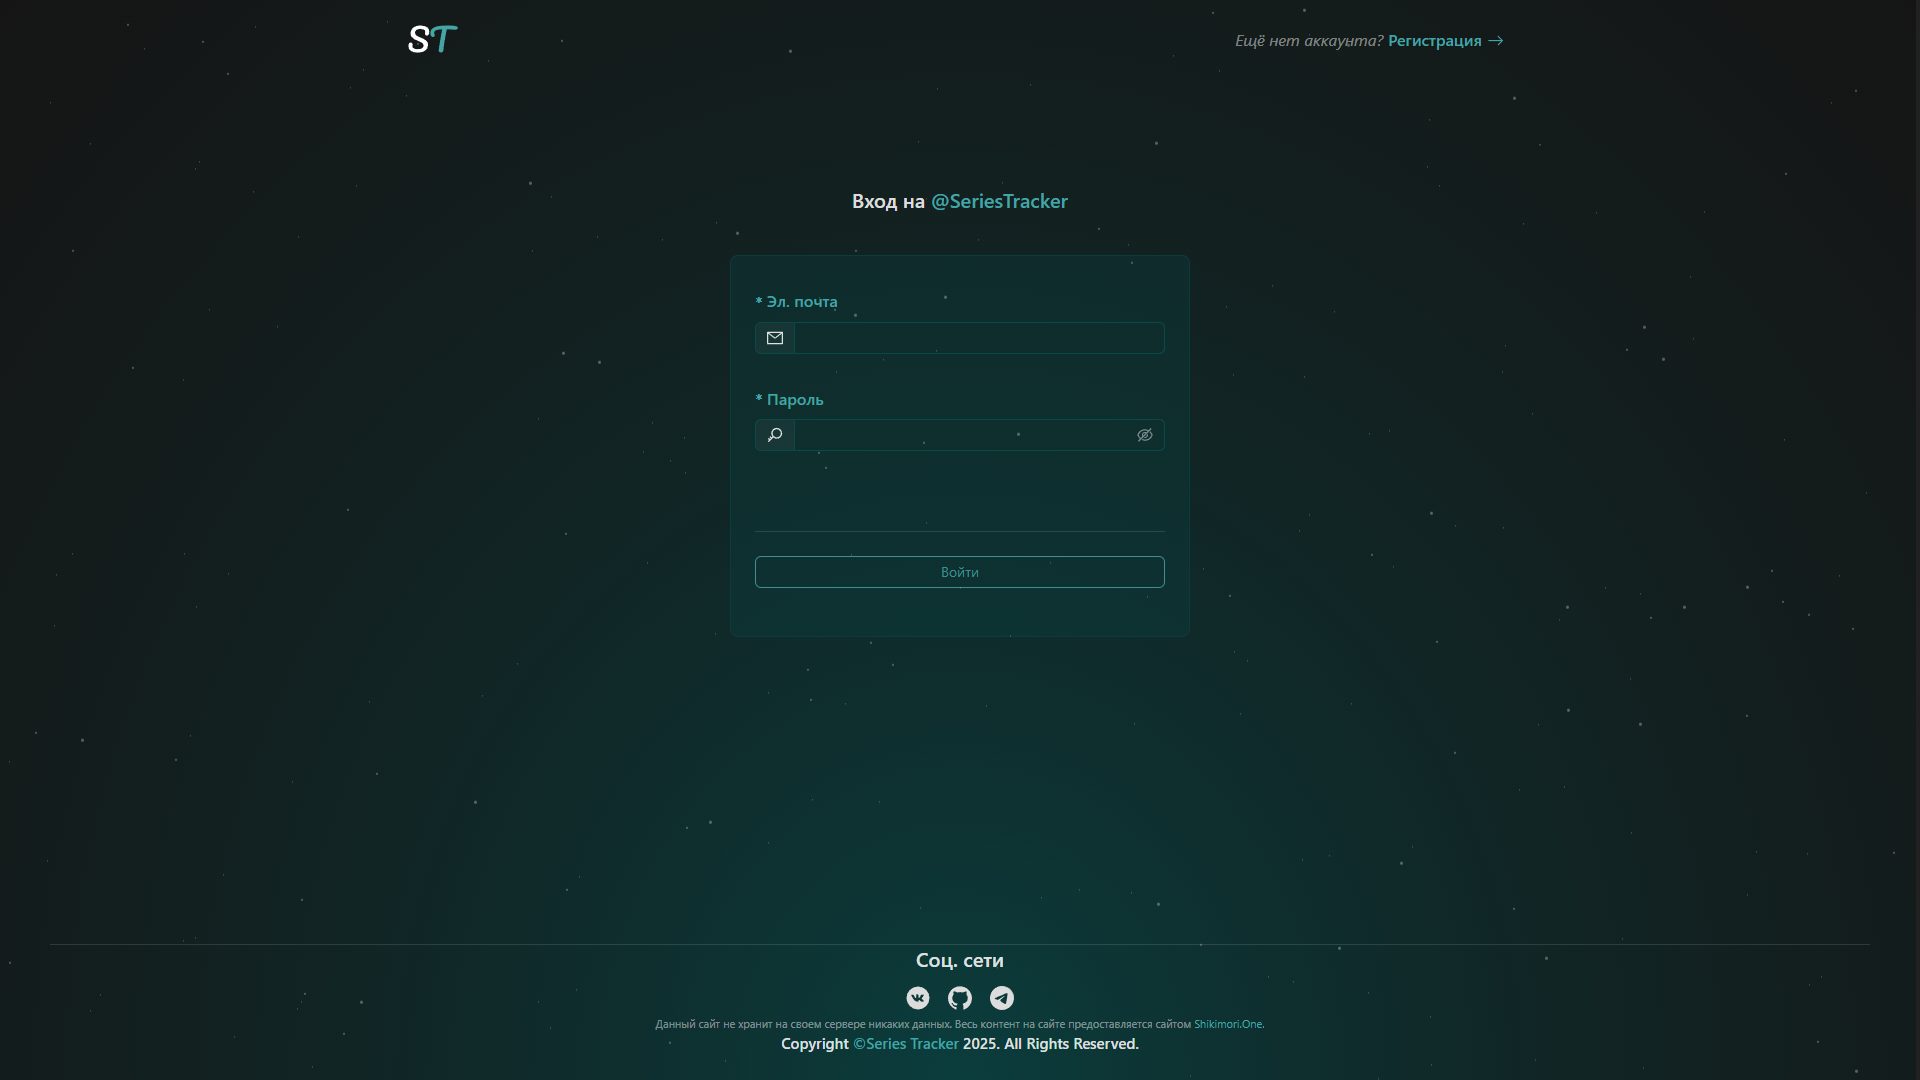 ST
Ещё нет аккаунта? Регистрация →
Вход на @SeriesTracker
* Эл. почта
* Пароль
Войти
Соц. сети
Данный сайт не хранит на своем сервере никаких данных. Весь контент на сайте предоставляется сайтом Shikimori.One.
Copyright ©Series Tracker 2025. All Rights Reserved.